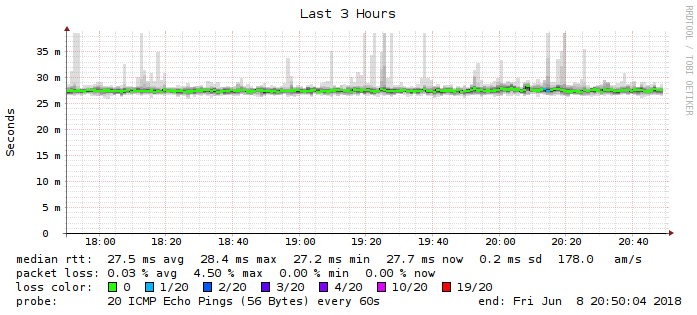 Last 3 Hours
RRDTOOL / TOBI OETIKER
Seconds
35 m
30 m
25 m
20 m
15 m
10 m
5 m
0
18:00 18:20 18:40 19:00 19:20 19:40 20:00 20:20 20:40
median rtt: 27.5 ms avg 28.4 ms max 27.2 ms min 27.7 ms now 0.2 ms sd 178.0 am/s
packet loss: 0.03 % avg 4.50 % max 0.00 % min 0.00 % now
loss color: 0 1/20 2/20 3/20 4/20 10/20 19/20
probe: 20 ICMP Echo Pings (56 Bytes) every 60s end: Fri Jun 8 20:50:04 2018